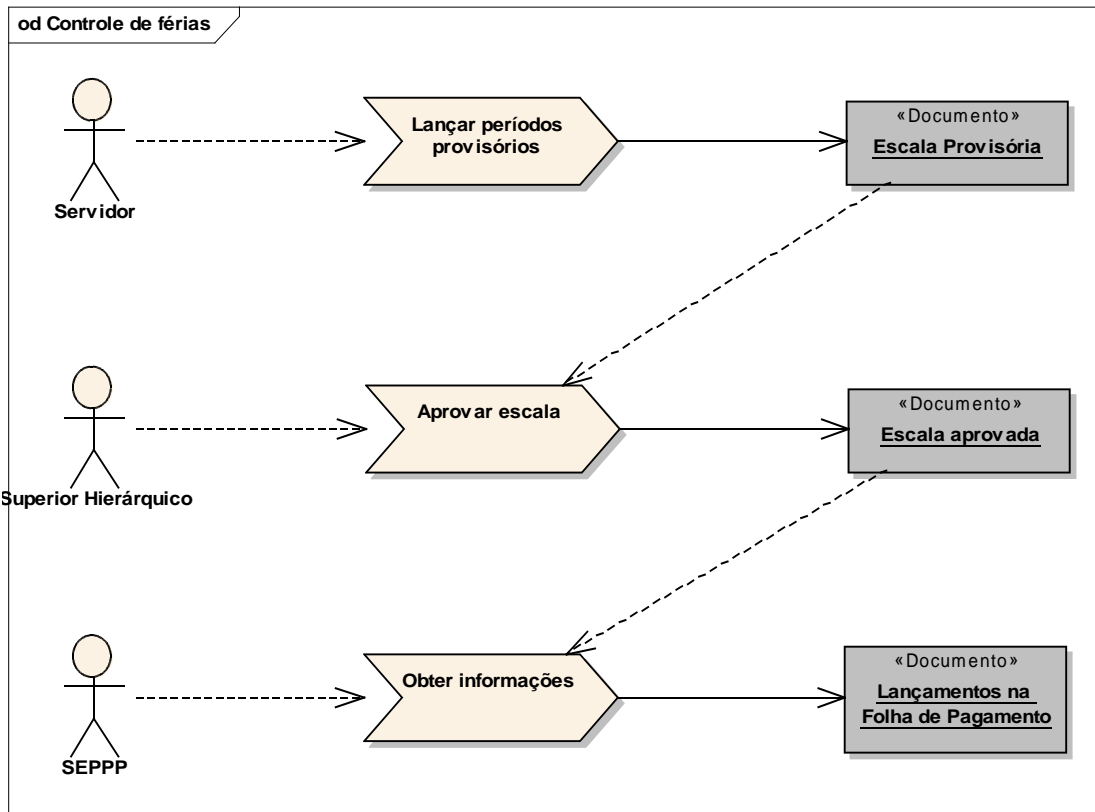 od Controle de férias
Servidor
Lançar períodos
provisórios
«Documento»
Escala Provisória
Superior Hierárquico
Aprovar escala
«Documento»
Escala aprovada
SEPPP
Obter informações
«Documento»
Lançamentos na
Folha de Pagamento